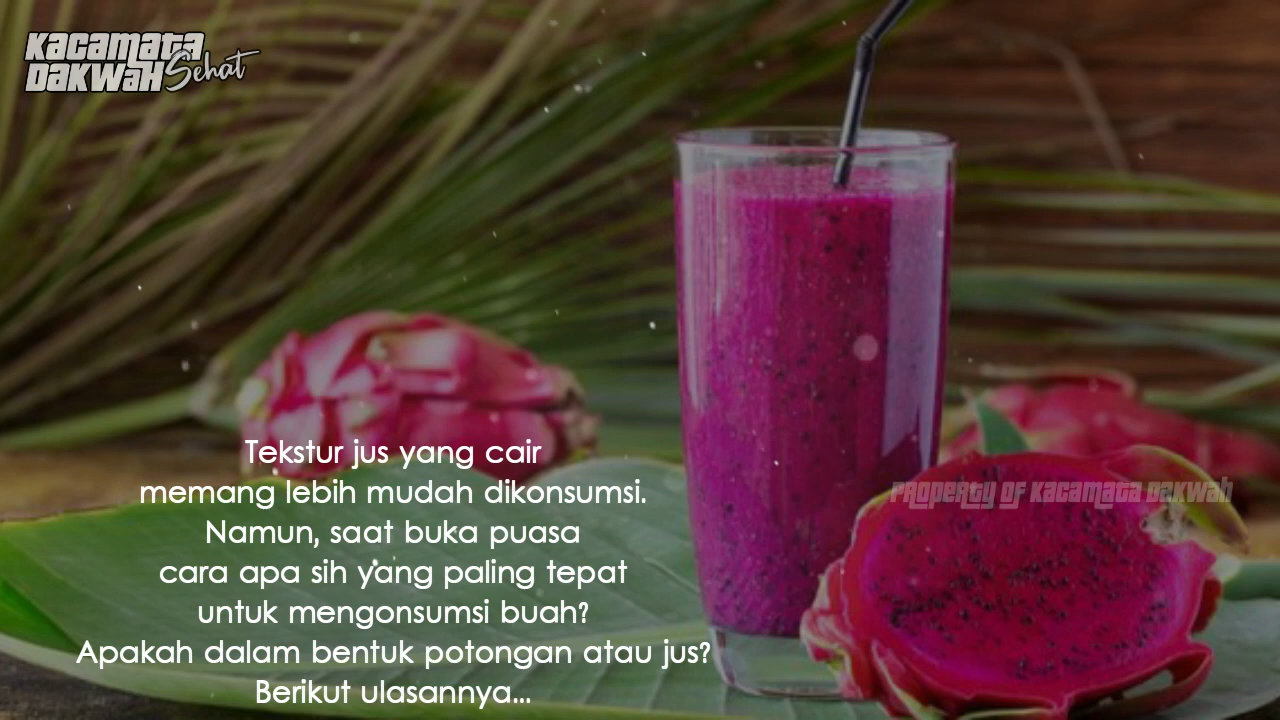 Kacamata
Dakwah Sehat
Tekstur jus yang cair
memang lebih mudah dikonsumsi.
Property of Kacamata Dakwah
Namun, saat buka puasa
cara apa sih yang paling tepat
untuk mengonsumsi buah?
Apakah dalam bentuk potongan atau jus?
Berikut ulasannya...